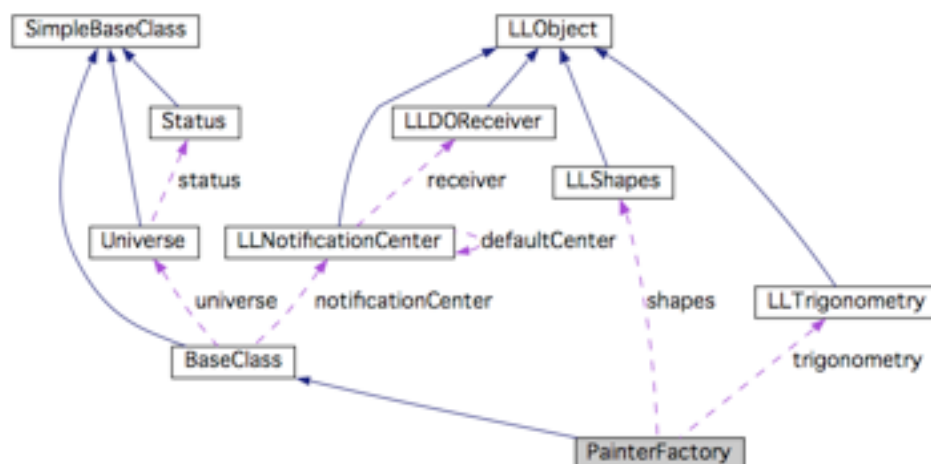 SimpleBaseClass
LLObject
Status
LLDOReceiver
status
receiver
LLShapes
Universe
LLNotificationCenter
defaultCenter
universe
notificationCenter
shapes
LLTrigonometry
BaseClass
trigonometry
PainterFactory